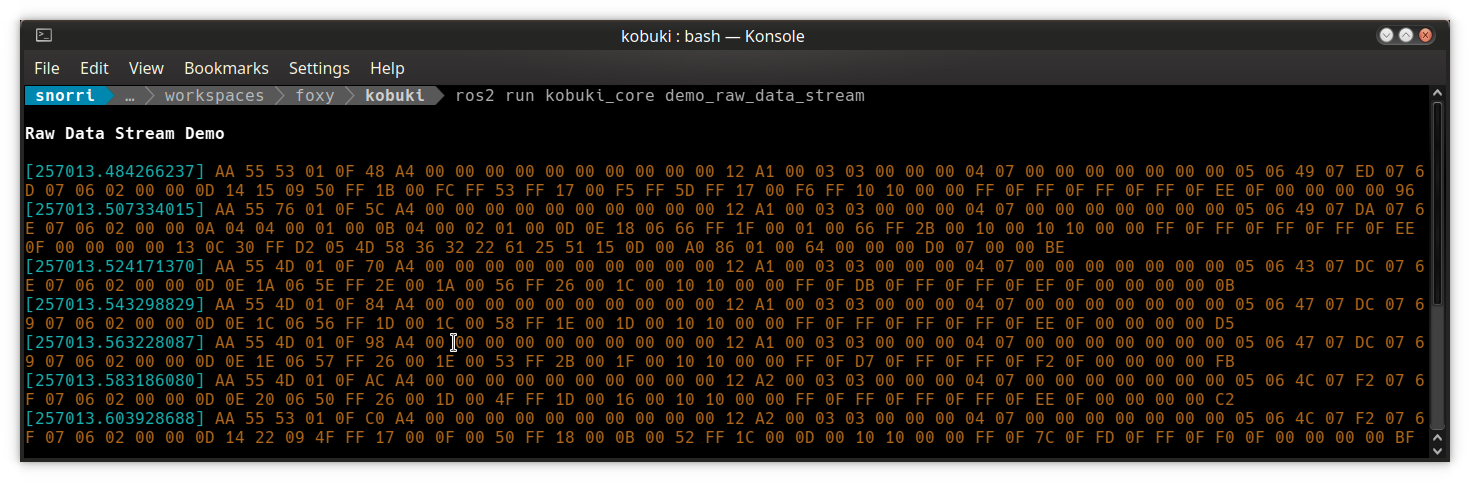 kobuki : bash — Konsole
File Edit View Bookmarks Settings Help
snorri … workspaces foxy kobuki ros2 run kobuki_core demo_raw_data_stream
Raw Data Stream Demo
[257013.484266237] AA 55 53 01 0F 48 A4 00 00 00 00 00 00 00 00 00 00 12 A1 00 03 03 00 00 00 04 07 00 00 00 00 00 00 00 05 06 49 07 ED 07 6
D 07 06 02 00 00 0D 14 15 09 50 FF 1B 00 FC FF 53 FF 17 00 F5 FF 5D FF 17 00 F6 FF 10 10 00 00 FF 0F FF 0F FF 0F FF 0F EE 0F 00 00 00 00 96
[257013.507334015] AA 55 76 01 0F 5C A4 00 00 00 00 00 00 00 00 00 00 12 A1 00 03 03 00 00 00 04 07 00 00 00 00 00 00 00 05 06 49 07 DA 07 6
E 07 06 02 00 00 0A 04 04 00 01 00 0B 04 00 02 01 00 0D 0E 18 06 66 FF 1F 00 01 00 66 FF 2B 00 10 00 10 10 00 00 FF 0F FF 0F FF 0F FF 0F EE
0F 00 00 00 00 13 0C 30 FF D2 05 4D 58 36 32 22 61 25 51 15 0D 00 A0 86 01 00 64 00 00 00 D0 07 00 00 BE
[257013.524171370] AA 55 4D 01 0F 70 A4 00 00 00 00 00 00 00 00 00 00 12 A1 00 03 03 00 00 00 04 07 00 00 00 00 00 00 00 05 06 43 07 DC 07 6
E 07 06 02 00 00 0D 0E 1A 06 5E FF 2E 00 1A 00 56 FF 26 00 1C 00 10 10 00 00 FF 0F DB 0F FF 0F FF 0F EF 0F 00 00 00 00 0B
[257013.543298829] AA 55 4D 01 0F 84 A4 00 00 00 00 00 00 00 00 00 00 12 A1 00 03 03 00 00 00 04 07 00 00 00 00 00 00 00 05 06 47 07 DC 07 6
9 07 06 02 00 00 0D 0E 1C 06 56 FF 1D 00 1C 00 58 FF 1E 00 1D 00 10 10 00 00 FF 0F FF 0F FF 0F FF 0F EE 0F 00 00 00 00 D5
[257013.563228087] AA 55 4D 01 0F 98 A4 00 00 00 00 00 00 00 00 00 00 12 A1 00 03 03 00 00 00 04 07 00 00 00 00 00 00 00 05 06 47 07 DC 07 6
9 07 06 02 00 00 0D 0E 1E 06 57 FF 26 00 1E 00 53 FF 2B 00 1F 00 10 10 00 00 FF 0F D7 0F FF 0F FF 0F F2 0F 00 00 00 00 FB
[257013.583186080] AA 55 4D 01 0F AC A4 00 00 00 00 00 00 00 00 00 00 12 A2 00 03 03 00 00 00 04 07 00 00 00 00 00 00 00 05 06 4C 07 F2 07 6
F 07 06 02 00 00 0D 0E 20 06 50 FF 26 00 1D 00 4F FF 1D 00 16 00 10 10 00 00 FF 0F FF 0F FF 0F FF 0F EE 0F 00 00 00 00 C2
[257013.603928688] AA 55 53 01 0F C0 A4 00 00 00 00 00 00 00 00 00 00 12 A2 00 03 03 00 00 00 04 07 00 00 00 00 00 00 00 05 06 4C 07 F2 07 6
F 07 06 02 00 00 0D 14 22 09 4F FF 17 00 0F 00 50 FF 18 00 0B 00 52 FF 1C 00 0D 00 10 10 00 00 FF 0F 7C 0F FD 0F FF 0F F0 0F 00 00 00 00 BF